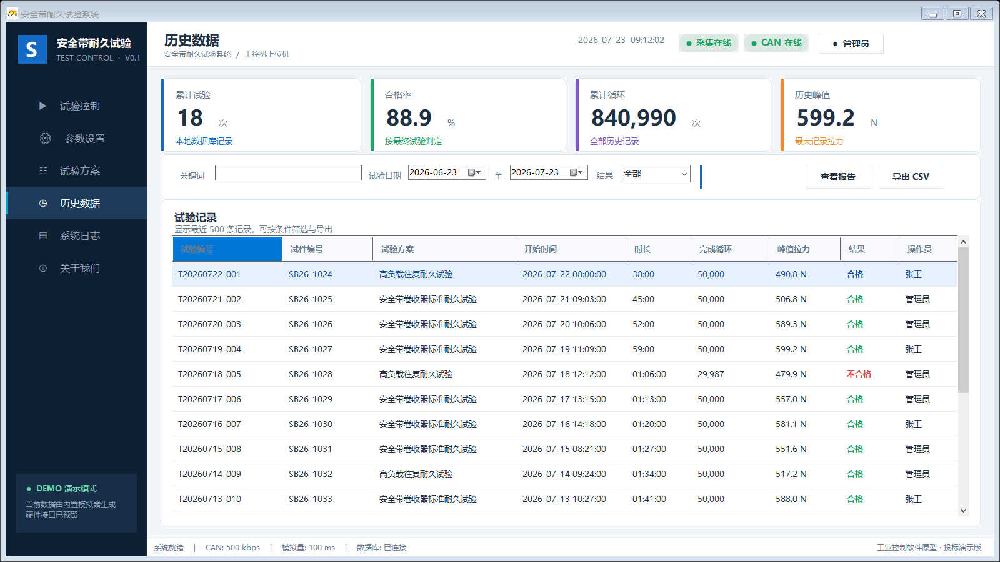 安全带耐久试验系统
S
安全带耐久试验
TEST CONTROL · V0.1
试验控制
参数设置
试验方案
历史数据
系统日志
关于我们
DEMO 演示模式
当前数据由内置模拟器生成
硬件接口已预留
历史数据
安全带耐久试验系统 / 工控机上位机
2026-07-23 09:12:02
采集在线
CAN 在线
管理员
累计试验
18 次
本地数据库记录
合格率
88.9 %
按最终试验判定
累计循环
840,990 次
全部历史记录
历史峰值
599.2 N
最大记录拉力
关键词 试验日期 2026-06-23 至 2026-07-23 结果 全部 查看报告 导出 CSV
试验记录
显示最近 500 条记录，可按条件筛选与导出
试验编号 试件编号 试验方案 开始时间 时长 完成循环 峰值拉力 结果 操作员
T20260722-001 SB26-1024 高负载往复耐久试验 2026-07-22 08:00:00 38:00 50,000 490.8 N 合格 张工
T20260721-002 SB26-1025 安全带卷收器标准耐久试验 2026-07-21 09:03:00 45:00 50,000 506.8 N 合格 管理员
T20260720-003 SB26-1026 安全带卷收器标准耐久试验 2026-07-20 10:06:00 52:00 50,000 589.3 N 合格 管理员
T20260719-004 SB26-1027 安全带卷收器标准耐久试验 2026-07-19 11:09:00 59:00 50,000 599.2 N 合格 张工
T20260718-005 SB26-1028 高负载往复耐久试验 2026-07-18 12:12:00 01:06:00 29,987 479.9 N 不合格 管理员
T20260717-006 SB26-1029 安全带卷收器标准耐久试验 2026-07-17 13:15:00 01:13:00 50,000 557.0 N 合格 管理员
T20260716-007 SB26-1030 安全带卷收器标准耐久试验 2026-07-16 14:18:00 01:20:00 50,000 581.1 N 合格 张工
T20260715-008 SB26-1031 安全带卷收器标准耐久试验 2026-07-15 08:21:00 01:27:00 50,000 551.6 N 合格 管理员
T20260714-009 SB26-1032 高负载往复耐久试验 2026-07-14 09:24:00 01:34:00 50,000 517.2 N 合格 管理员
T20260713-010 SB26-1033 安全带卷收器标准耐久试验 2026-07-13 10:27:00 01:41:00 50,000 588.0 N 合格 张工
系统就绪 | CAN: 500 kbps | 模拟量: 100 ms | 数据库: 已连接
工业控制软件原型 · 投标演示版